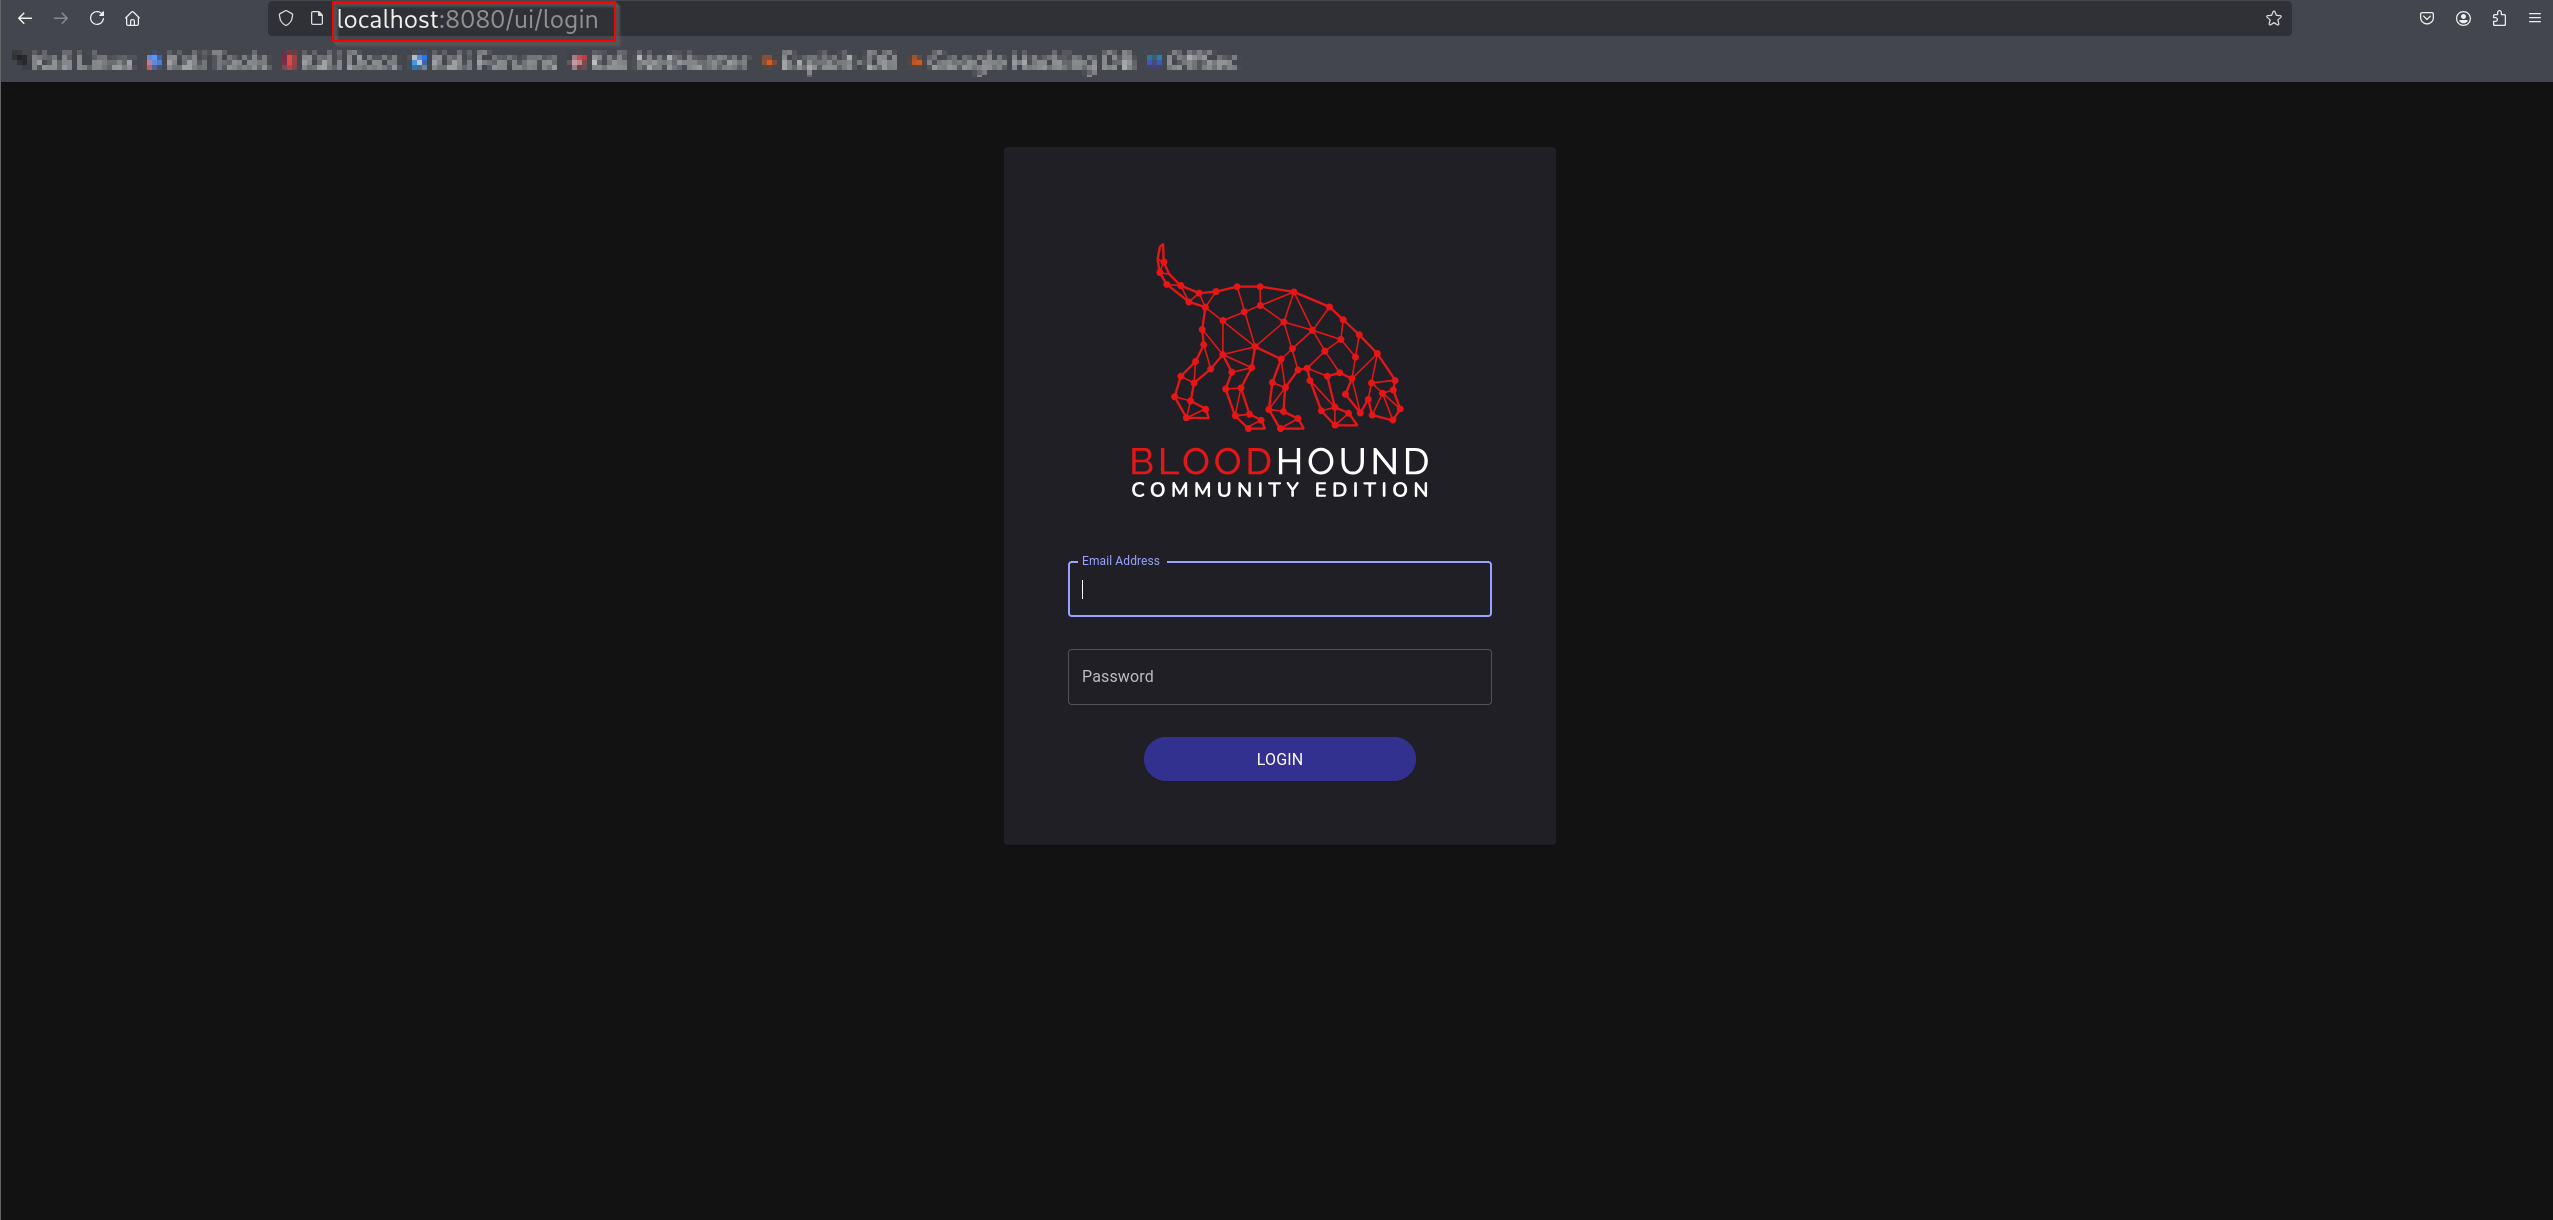 localhost:8080/ui/login
Kali Linux Kali Tools Kali Docs Kali Forums Kali NetHunter Exploit-DB Google Hacking DB OffSec
BLOODHOUND
COMMUNITY EDITION
Email Address
Password
LOGIN